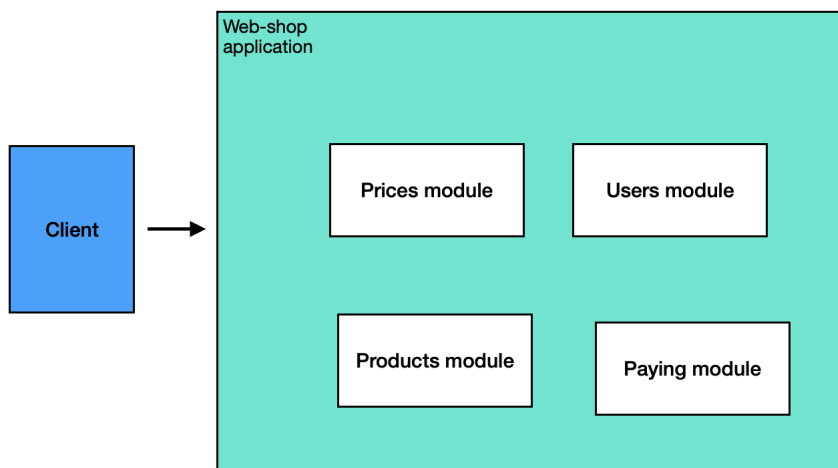 Web-shop
application
Prices module
Users module
Client
Products module
Paying module